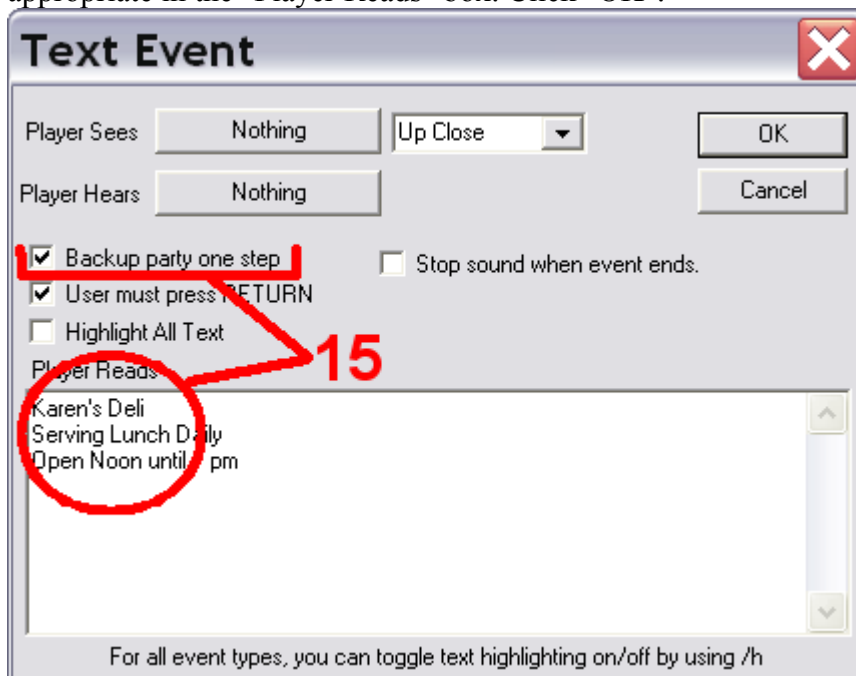 appropriate in the "Player Reads" box. Click "OK".
Text Event
Player Sees Nothing Up Close OK
Player Hears Nothing Cancel
Backup party one step Stop sound when event ends.
User must press RETURN
Highlight All Text
15
Player Reads
Karen's Deli
Serving Lunch Daily
Open Noon until pm
For all event types, you can toggle text highlighting on/off by using /h